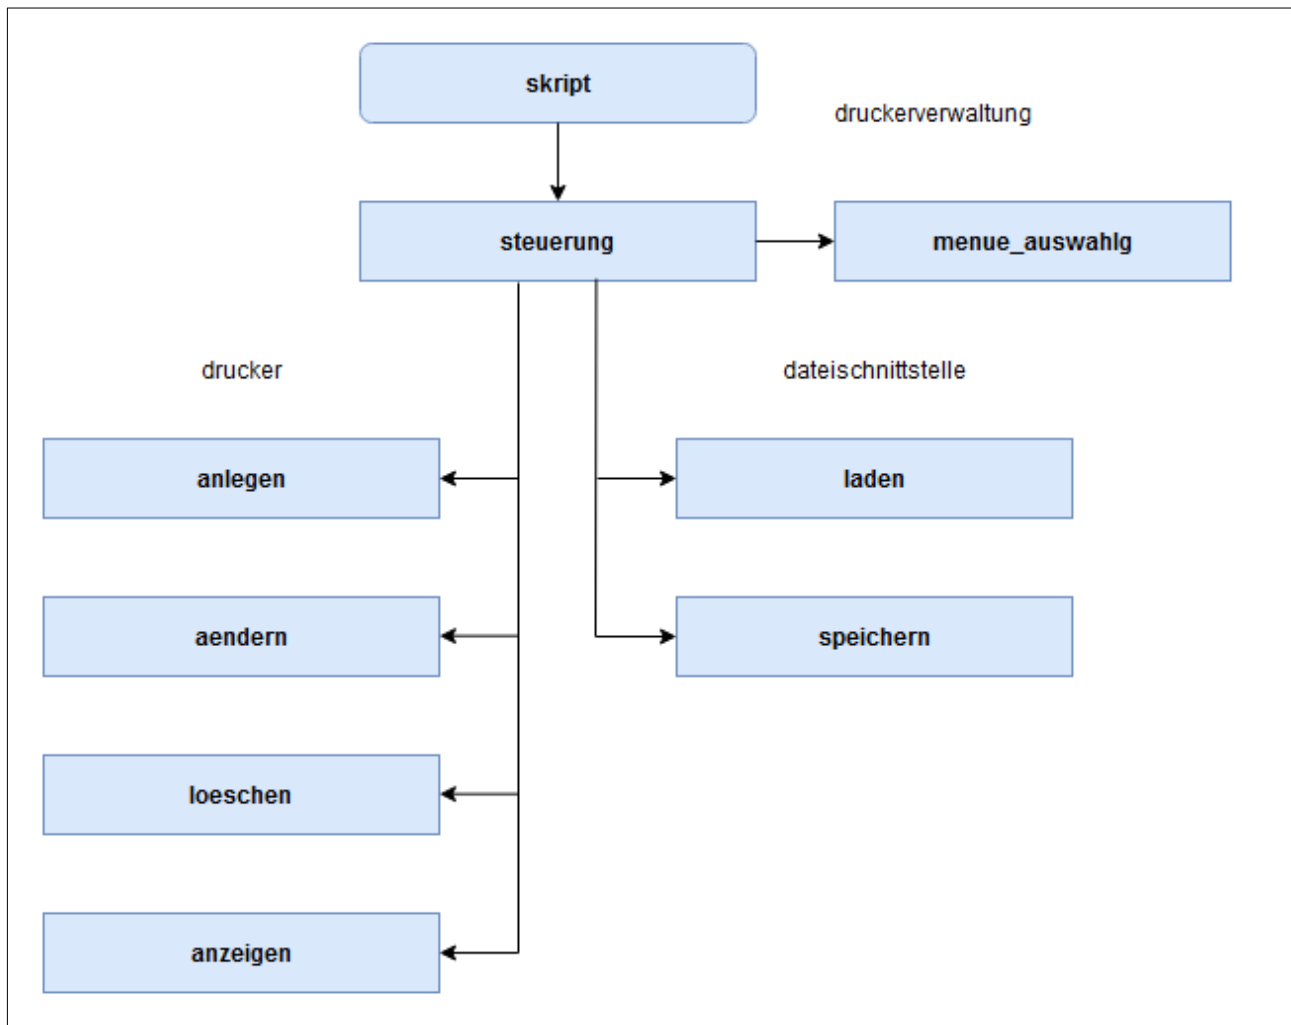 skript
druckerverwaltung
steuerung
menue_auswahlg
drucker
dateischnittstelle
anlegen
laden
aendern
speichern
loeschen
anzeigen